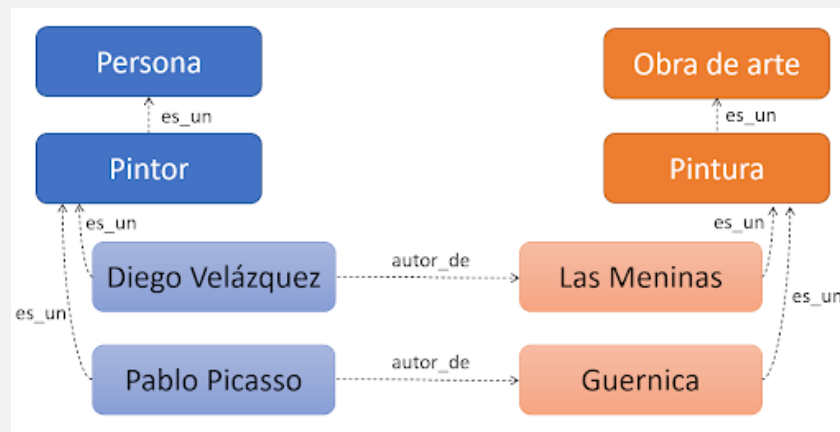 Persona
Obra de arte
es_un
es_un
Pintor
Pintura
es_un
es_un
Diego Velázquez
autor_de
Las Meninas
es_un
es_un
Pablo Picasso
autor_de
Guernica